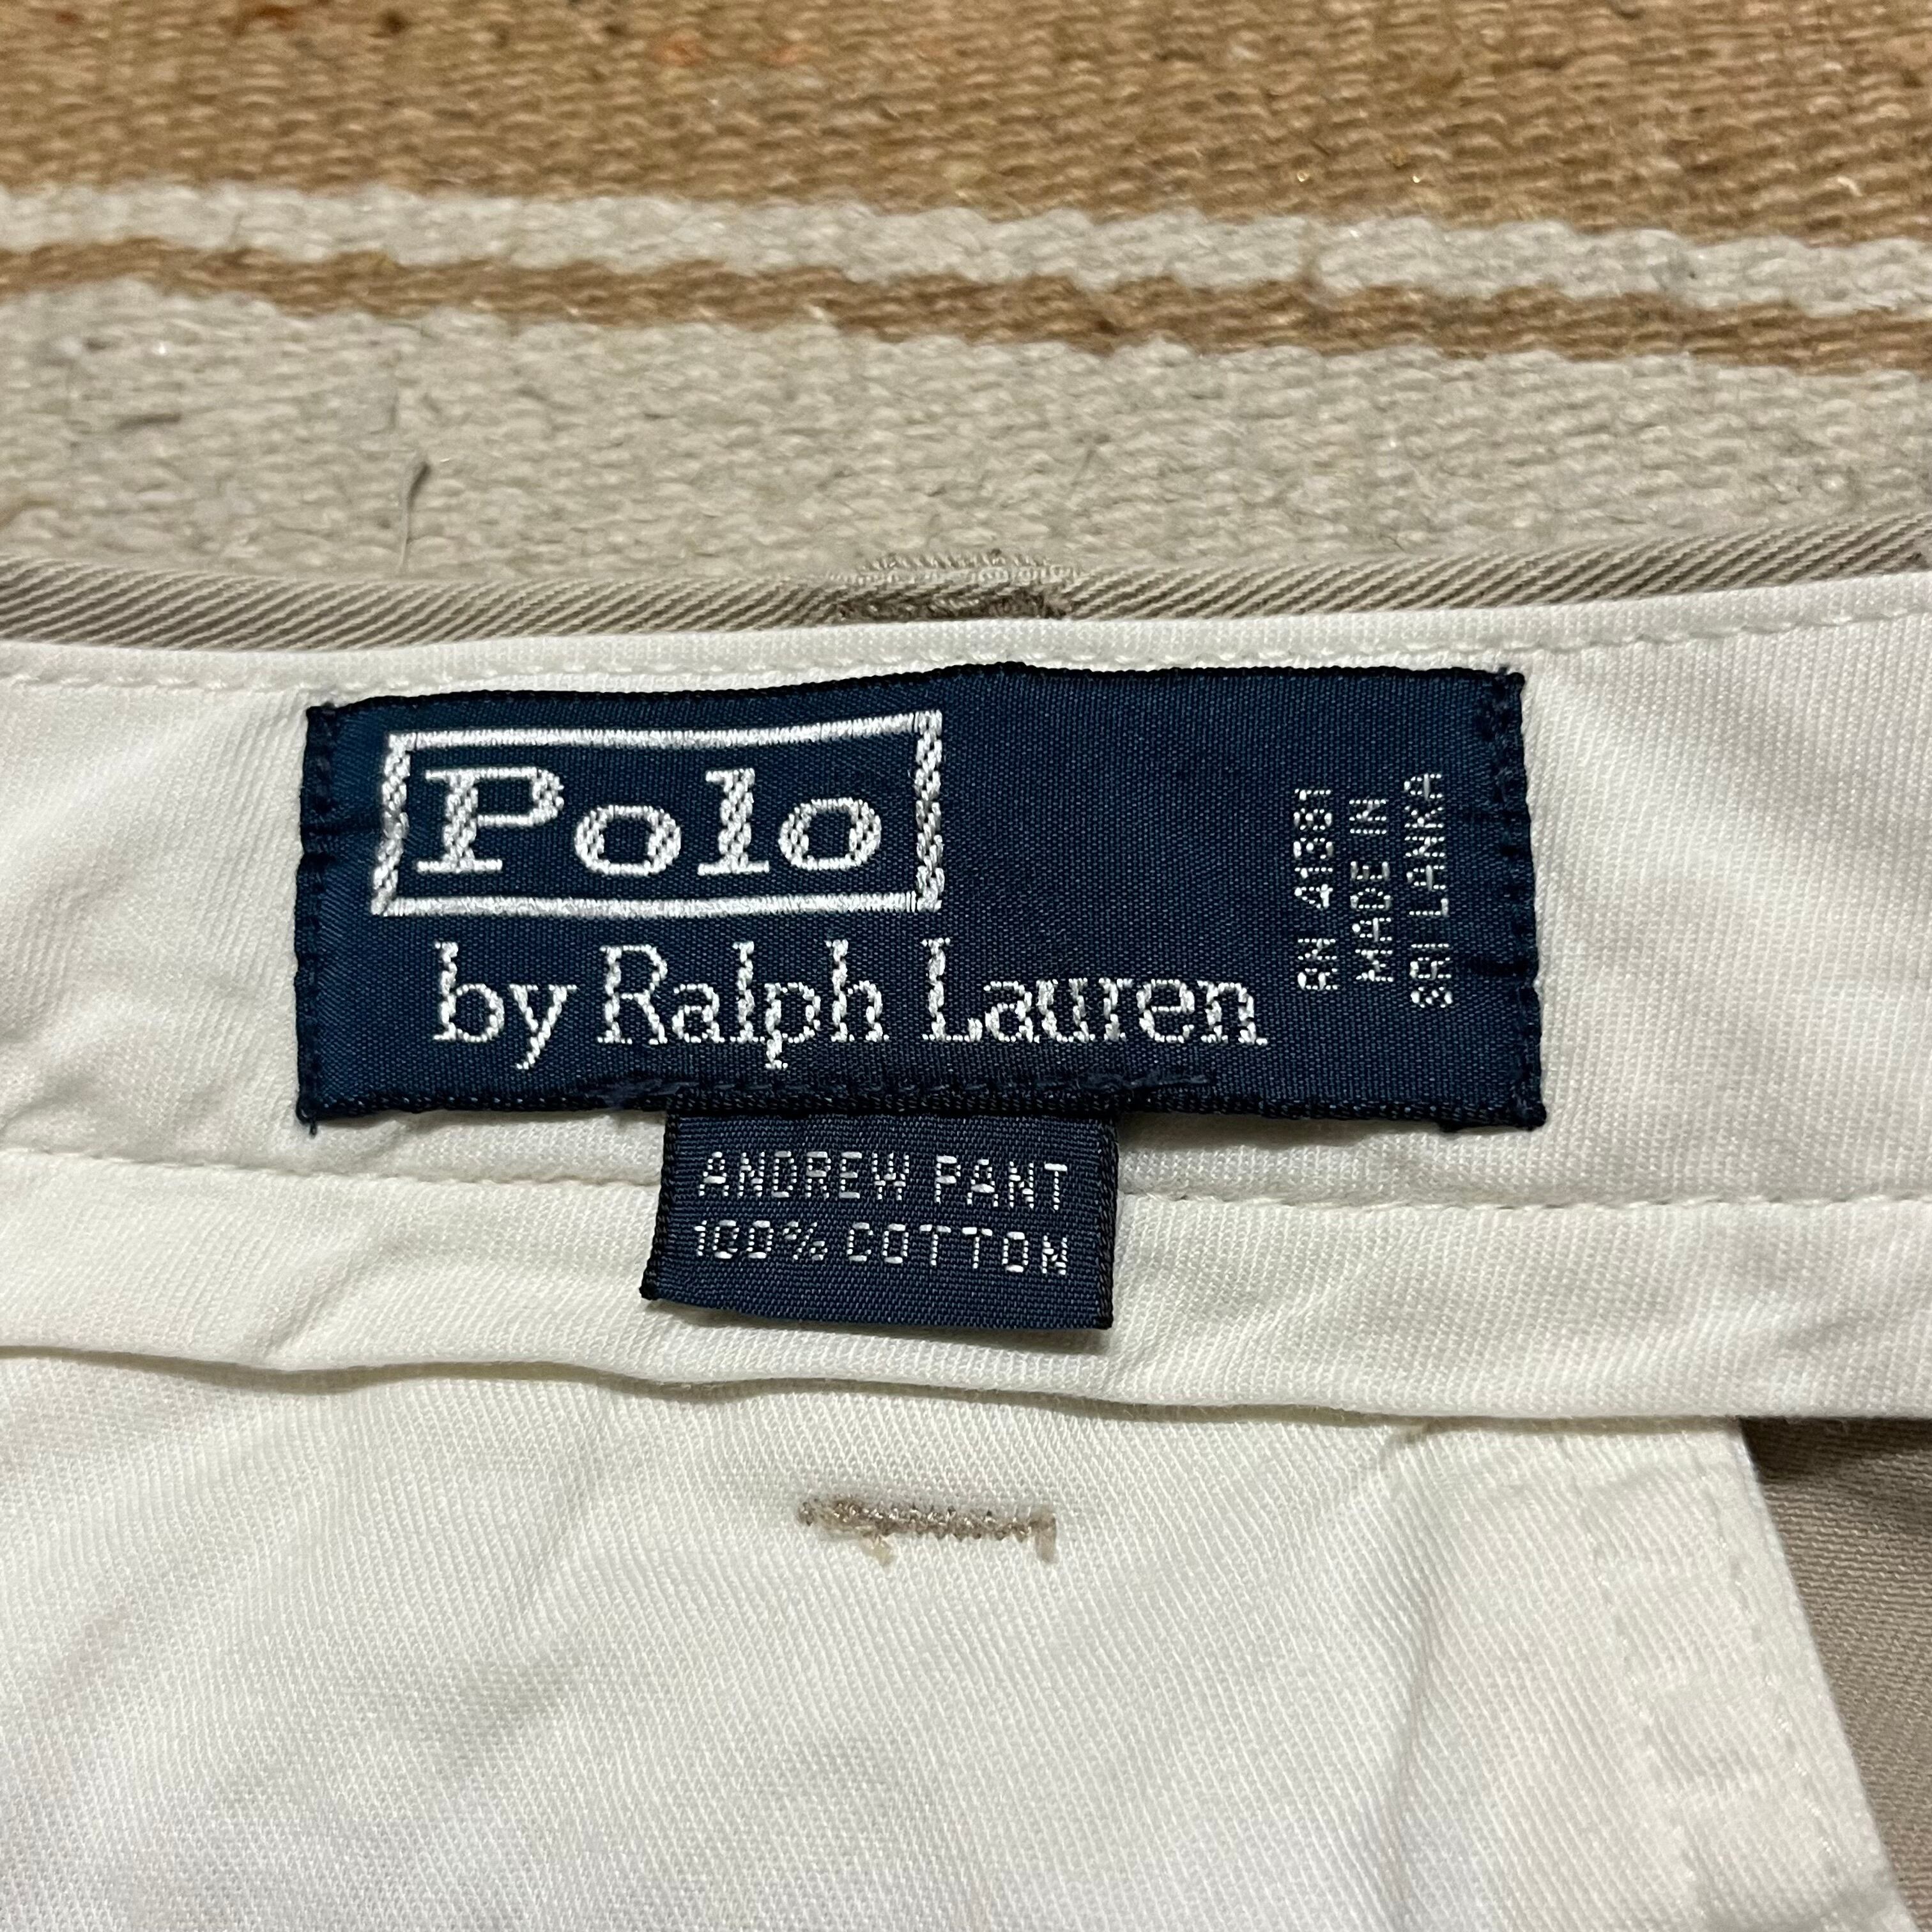 Polo
by Ralph Lauren
RN 41381
MADE IN
SRI LANKA
ANDREW PANT
100% COTTON